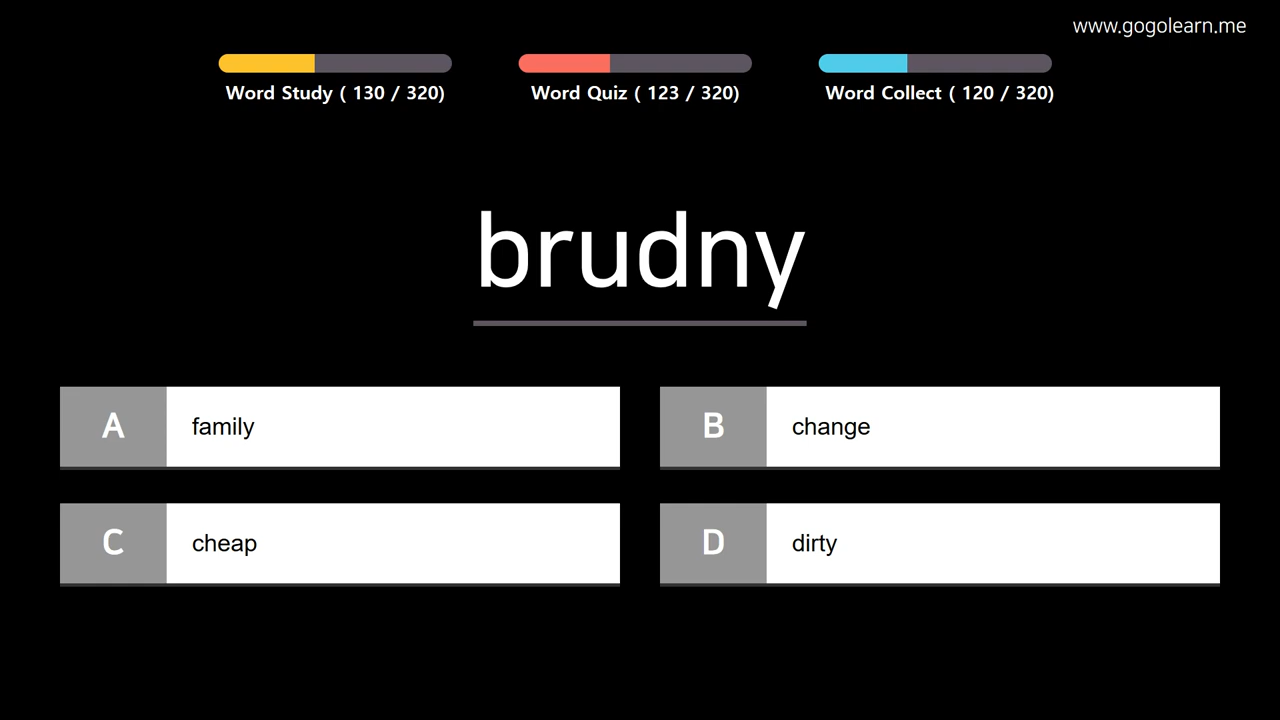 www.gogolearn.me
Word Study ( 130 / 320)
Word Quiz ( 123 / 320)
Word Collect ( 120 / 320)
brudny
A family
B change
C cheap
D dirty